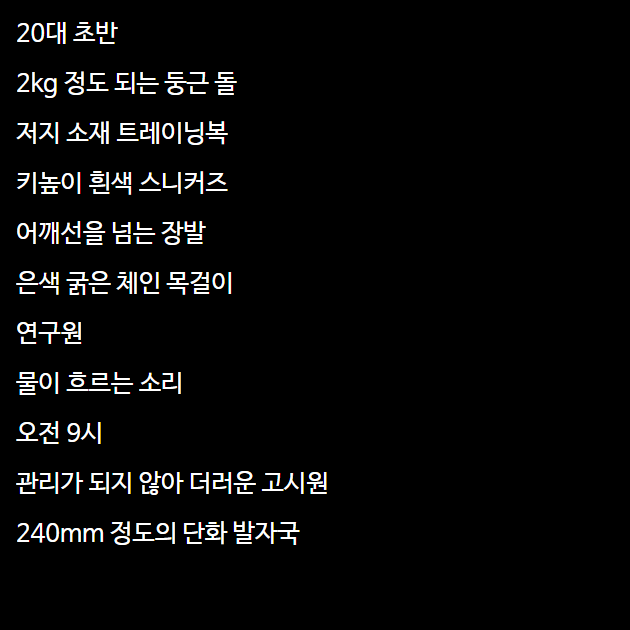 20대 초반
2kg 정도 되는 둥근 돌
저지 소재 트레이닝복
키높이 흰색 스니커즈
어깨선을 넘는 장발
은색 굵은 체인 목걸이
연구원
물이 흐르는 소리
오전 9시
관리가 되지 않아 더러운 고시원
240mm 정도의 단화 발자국